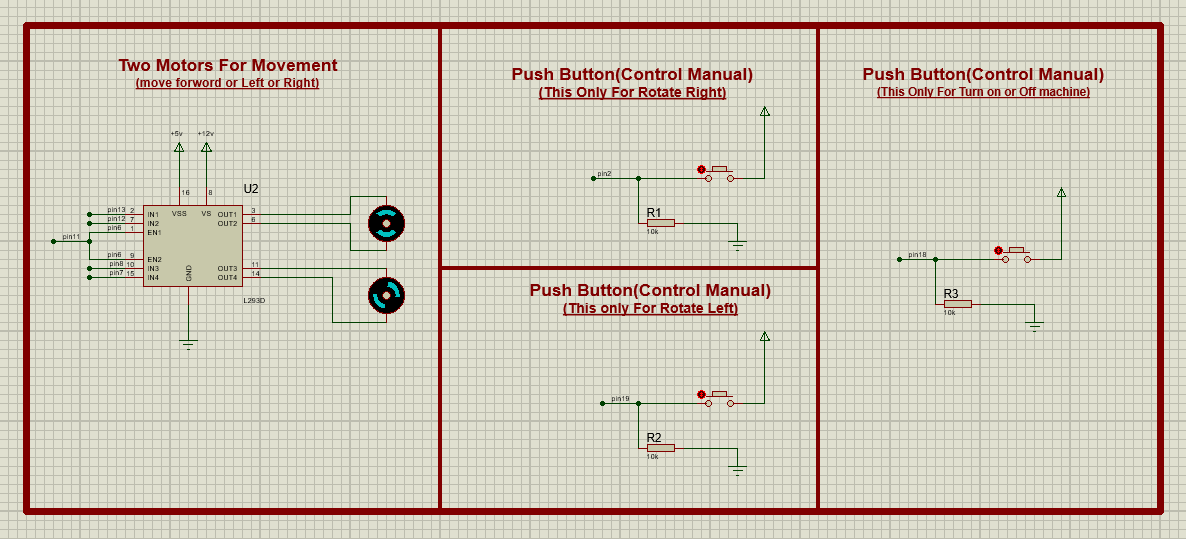 Two Motors For Movement
(move forword or Left or Right)
+5v +12v
U2
16 8
pin13 2 IN1 VSS VS OUT1 3
pin12 7 IN2 OUT2 6
pin6 1 EN1
pin11
pin6 9 EN2
pin8 10 IN3 GND OUT3 11
pin7 15 IN4 OUT4 14
L293D
Push Button(Control Manual)
(This Only For Rotate Right)
pin2
R1
10k
Push Button(Control Manual)
(This only For Rotate Left)
pin19
R2
10k
Push Button(Control Manual)
(This Only For Turn on or Off machine)
pin18
R3
10k